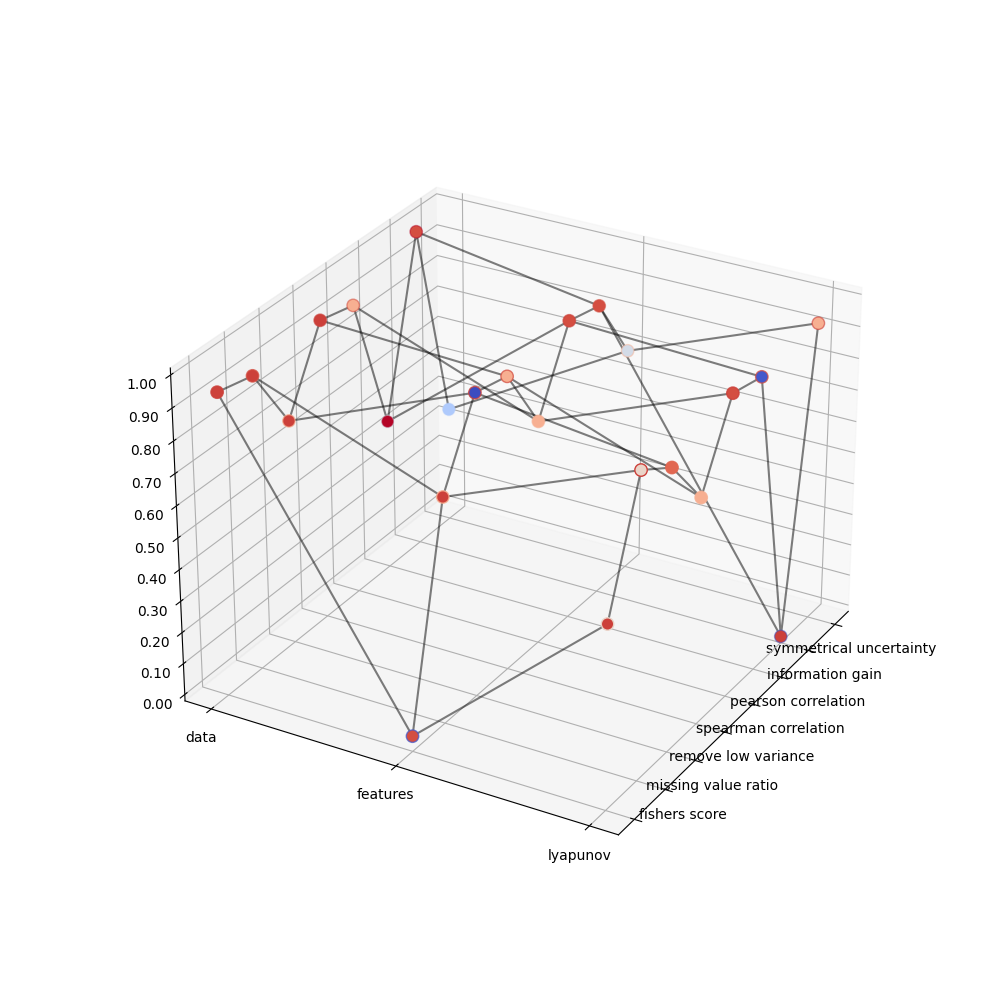 1.00
0.90
0.80
0.70
0.60
0.50
0.40
0.30
0.20
0.10
0.00
data
features
lyapunov
symmetrical uncertainty
information gain
pearson correlation
spearman correlation
remove low variance
missing value ratio
fishers score